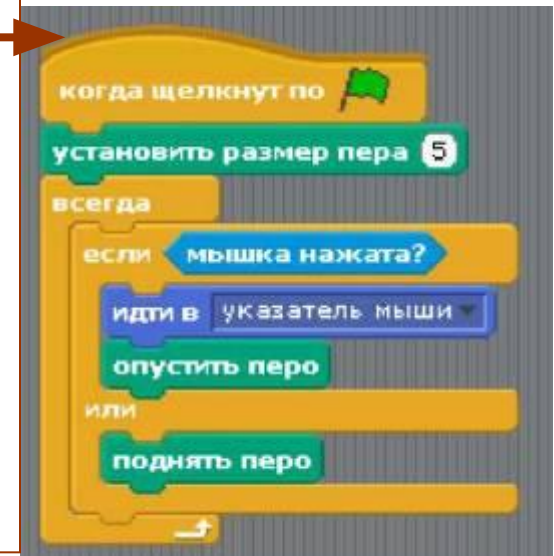 когда щелкнут по
установить размер пера 5
всегда
если мышка нажата?
идти в указатель мыши
опустить перо
или
поднять перо